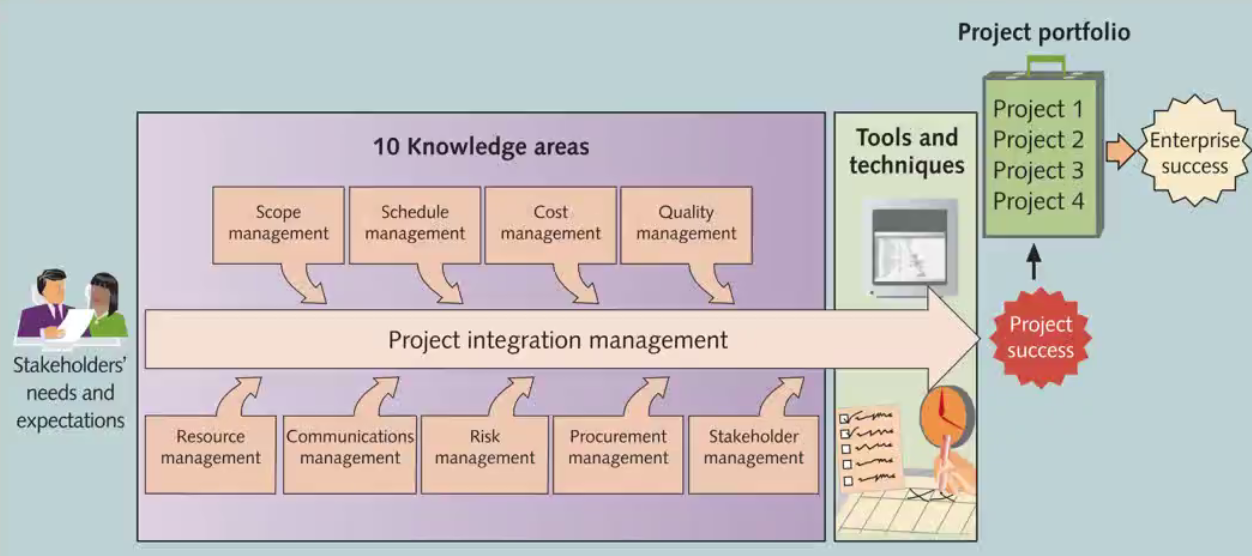 Project portfolio
Project 1
Project 2
Project 3
Project 4
Enterprise
success
10 Knowledge areas
Tools and
techniques
Scope
management
Schedule
management
Cost
management
Quality
management
Stakeholders'
needs and
expectations
Project integration management
Project
success
Resource
management
Communications
management
Risk
management
Procurement
management
Stakeholder
management